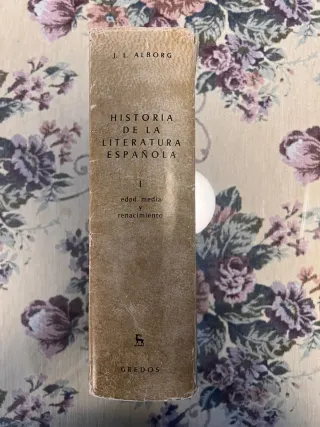 J. L. ALBORG
HISTORIA
DE LA
LITERATURA
ESPAÑOLA
I
edad media
y
renacimiento
GREDOS